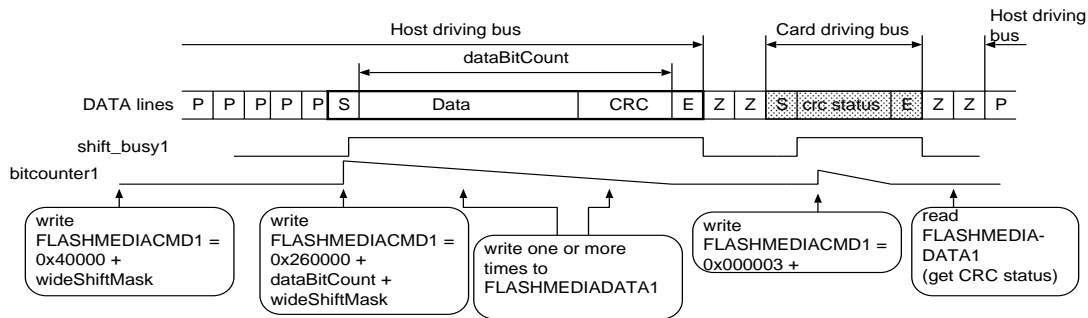 Host driving bus
Card driving bus
Host driving
bus
dataBitCount
DATA lines P P P P P S Data CRC E Z Z S crc status E Z Z P
shift_busy1
bitcounter1
write
FLASHMEDIACMD1 =
0x40000 +
wideShiftMask
write
FLASHMEDIACMD1 =
0x260000 +
dataBitCount +
wideShiftMask
write one or more
times to
FLASHMEDIADATA1
write
FLASHMEDIACMD1 =
0x000003 +
read
FLASHMEDIA-
DATA1
(get CRC status)